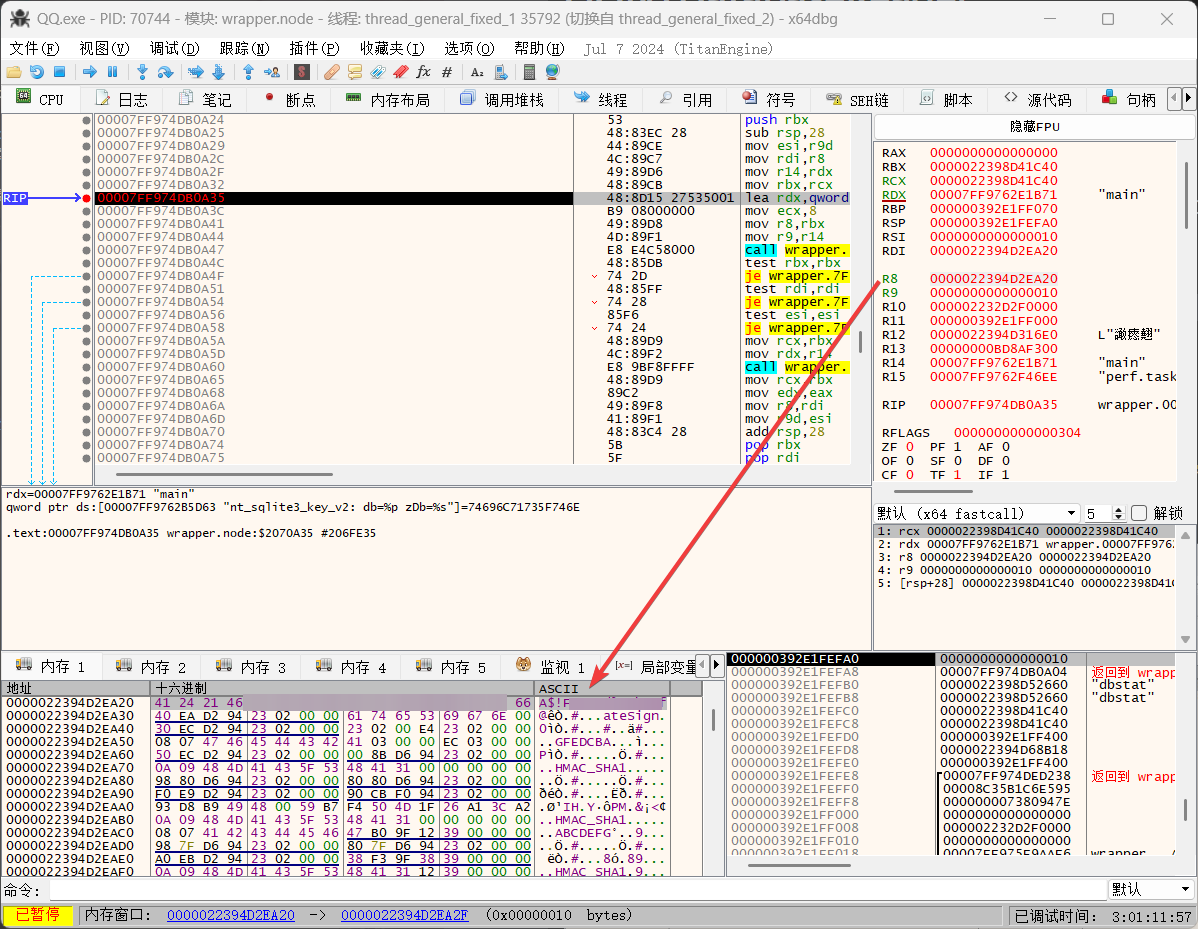 QQ.exe - PID: 70744 - 模块: wrapper.node - 线程: thread_general_fixed_1 35792 (切换自 thread_general_fixed_2) - x64dbg
文件(F) 视图(V) 调试(D) 跟踪(N) 插件(P) 收藏夹(I) 选项(O) 帮助(H) Jul 7 2024 (TitanEngine)
CPU 日志 笔记 断点 内存布局 调用堆栈 线程 引用 符号 SEH链 脚本 源代码 句柄
00007FF974DB0A24 53 push rbx
00007FF974DB0A25 48:83EC 28 sub rsp,28
00007FF974DB0A29 44:89CE mov esi,r9d
00007FF974DB0A2C 4C:89C7 mov rdi,r8
00007FF974DB0A2F 49:89D6 mov r14,rdx
00007FF974DB0A32 48:89CB mov rbx,rcx
RIP 00007FF974DB0A35 48:8D15 27535001 lea rdx,qword
00007FF974DB0A3C B9 08000000 mov ecx,8
00007FF974DB0A41 49:89D8 mov r8,rbx
00007FF974DB0A44 4D:89F1 mov r9,r14
00007FF974DB0A47 E8 E4C58000 call wrapper.
00007FF974DB0A4C 48:85DB test rbx,rbx
00007FF974DB0A4F 74 2D je wrapper.7F
00007FF974DB0A51 48:85FF test rdi,rdi
00007FF974DB0A54 74 28 je wrapper.7F
00007FF974DB0A56 85F6 test esi,esi
00007FF974DB0A58 74 24 je wrapper.7F
00007FF974DB0A5A 48:89D9 mov rcx,rbx
00007FF974DB0A5D 4C:89F2 mov rdx,r14
00007FF974DB0A60 E8 9BF8FFFF call wrapper.
00007FF974DB0A65 48:89D9 mov rcx,rbx
00007FF974DB0A68 89C2 mov edx,eax
00007FF974DB0A6A 49:89F8 mov r8,rdi
00007FF974DB0A6D 41:89F1 mov r9d,esi
00007FF974DB0A70 48:83C4 28 add rsp,28
00007FF974DB0A74 5B pop rbx
00007FF974DB0A75 5F pop rdi
隐藏FPU
RAX 0000000000000000
RBX 0000022398D41C40
RCX 0000022398D41C40
RDX 00007FF9762E1B71 "main"
RBP 000000392E1FF070
RSP 000000392E1FEFA0
RSI 0000000000000010
RDI 0000022394D2EA20
R8 0000022394D2EA20
R9 0000000000000010
R10 000002232D2F0000
R11 000000392E1FF000
R12 0000022394D316E0
R13 00000000BD8AF300
R14 00007FF9762E1B71 "main"
R15 00007FF9762F46EE "perf.task
RIP 00007FF974DB0A35 wrapper.00
RFLAGS 0000000000000304
ZF 0 PF 1 AF 0
OF 0 SF 0 DF 0
CF 0 TF 1 IF 1
默认 (x64 fastcall) 5 解锁
1: rcx 0000022398D41C40 0000022398D41C40
2: rdx 00007FF9762E1B71 wrapper.00007FF9762
3: r8 0000022394D2EA20 0000022394D2EA20
4: r9 0000000000000010 0000000000000010
5: [rsp+28] 0000022398D41C40 0000022398D41C
rdx=00007FF9762E1B71 "main"
qword ptr ds:[00007FF9762B5D63 "nt_sqlite3_key_v2: db=%p zDb=%s"]=74696C71735F746E
.text:00007FF974DB0A35 wrapper.node:$2070A35 #206FE35
内存 1 内存 2 内存 3 内存 4 内存 5 监视 1 [x=] 局部变量
地址 十六进制 ASCII
0000022394D2EA20 41 24 21 46 66 A$!F
0000022394D2EA30 40 EA D2 94 23 02 00 00 61 74 65 53 69 67 6E 00 @êò.#...ateSign.
0000022394D2EA40 30 EC D2 94 23 02 00 00 23 02 00 E4 23 02 00 00 0ìò.#...#..ä#...
0000022394D2EA50 08 07 47 46 45 44 43 42 41 03 00 00 EC 03 00 00 ..GFEDCBA...ì...
0000022394D2EA60 50 EC D2 94 23 02 00 00 00 8B D6 94 23 02 00 00 Pìò.#.....ö.#...
0000022394D2EA70 0A 09 48 4D 41 43 5F 53 48 41 31 00 00 00 00 00 ..HMAC_SHA1.....
0000022394D2EA80 98 80 D6 94 23 02 00 00 80 80 D6 94 23 02 00 00 ..ö.#.....ö.#...
0000022394D2EA90 F0 E9 D2 94 23 02 00 00 90 CB F0 94 23 02 00 00 ðéò.#....Ëð.#...
0000022394D2EAA0 93 D8 B9 49 48 00 59 B7 F4 50 4D 1F 26 A1 3C A2 .Ø¹IH.Y·ôPM.&¡<¢
0000022394D2EAB0 0A 09 48 4D 41 43 5F 53 48 41 31 00 00 00 00 00 ..HMAC_SHA1.....
0000022394D2EAC0 08 07 41 42 43 44 45 46 47 B0 9F 12 39 00 00 00 ..ABCDEFG°..9...
0000022394D2EAD0 98 7F D6 94 23 02 00 00 80 7F D6 94 23 02 00 00 ..ö.#.....ö.#...
0000022394D2EAE0 A0 EB D2 94 23 02 00 00 38 F3 9F 38 39 00 00 00 ëò.#...8ó.89...
0000022394D2EAF0 0A 09 48 4D 41 43 5F 53 48 41 31 12 39 00 00 00 ..HMAC_SHA1.9...
000000392E1FEFA0 0000000000000010
000000392E1FEFA8 00007FF974DB0A04 返回到 wrapp
000000392E1FEFB0 0000022398D52660 "dbstat"
000000392E1FEFB8 0000022398D52660 "dbstat"
000000392E1FEFC0 0000022398D41C40
000000392E1FEFC8 0000022398D41C40
000000392E1FEFD0 000000392E1FF400
000000392E1FEFD8 0000022394D68B18
000000392E1FEFE0 000000392E1FF400
000000392E1FEFE8 00007FF974DED238 返回到 wrapp
000000392E1FEFF0 00008C35B1C6E595
000000392E1FEFF8 000000007380947E
000000392E1FF000 0000000000000000
000000392E1FF008 000002232D2F0000
000000392E1FF010 0000000000000000
000000392E1FF018 00007FF975F9AAF6 wrapper.
命令: 默认
已暂停 内存窗口: 0000022394D2EA20 -> 0000022394D2EA2F (0x00000010 bytes) 已调试时间: 3:01:11:57